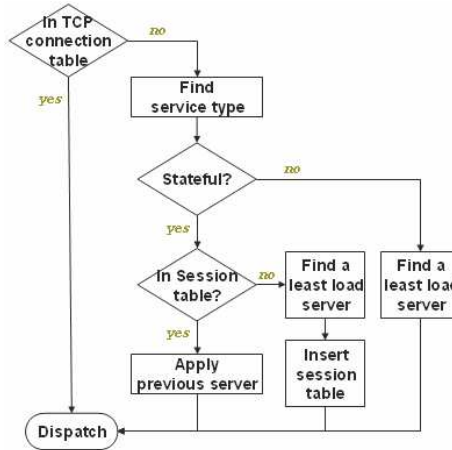 In TCP
connection
table
no
yes
Find
service type
Stateful?
no
yes
In Session
table?
no
yes
Find a
least load
server
Find a
least load
server
Apply
previous server
Insert
session
table
Dispatch